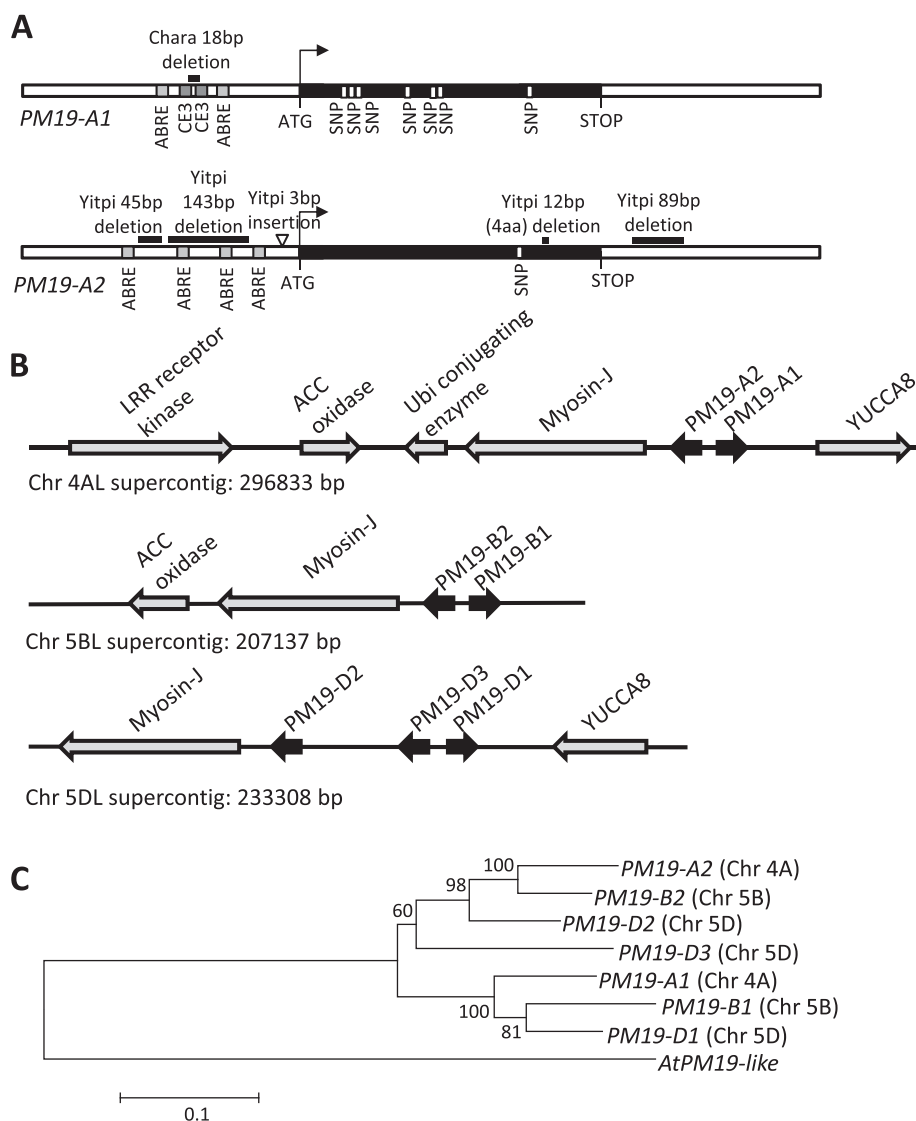 A
Chara 18bp
deletion
PM19-A1
ABRE
CE3
CE3
ABRE
ATG
SNP
SNP
SNP
SNP
SNP
SNP
SNP
STOP
Yitpi 45bp
deletion
Yitpi
143bp
deletion
Yitpi 3bp
insertion
Yitpi 12bp
(4aa) deletion
Yitpi 89bp
deletion
PM19-A2
ABRE
ABRE
ABRE
ABRE
ATG
SNP
STOP
B
LRR receptor
kinase
ACC
oxidase
Ubi conjugating
enzyme
Myosin-J
PM19-A2
PM19-A1
YUCCA8
Chr 4AL supercontig: 296833 bp
ACC
oxidase
Myosin-J
PM19-B2
PM19-B1
Chr 5BL supercontig: 207137 bp
Myosin-J
PM19-D2
PM19-D3
PM19-D1
YUCCA8
Chr 5DL supercontig: 233308 bp
C
100
98
60
100
81
PM19-A2 (Chr 4A)
PM19-B2 (Chr 5B)
PM19-D2 (Chr 5D)
PM19-D3 (Chr 5D)
PM19-A1 (Chr 4A)
PM19-B1 (Chr 5B)
PM19-D1 (Chr 5D)
AtPM19-like
0.1